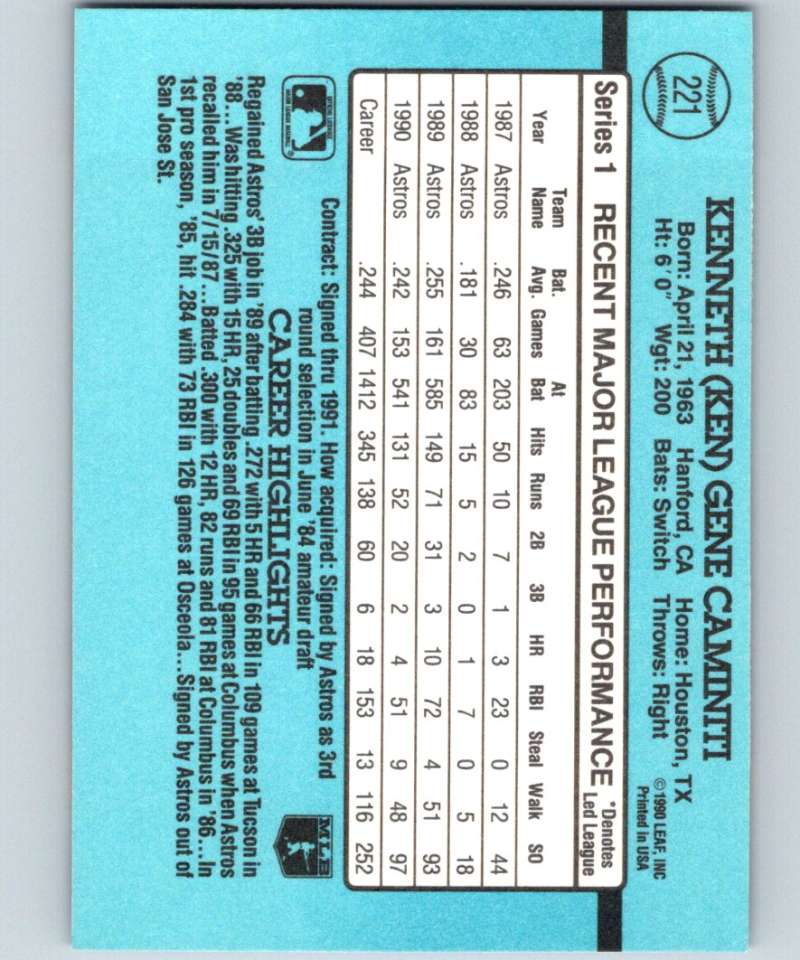 221
KENNETH (KEN) GENE CAMINITI
Born: April 21, 1963 Hanford, CA Home: Houston, TX
Ht: 6'0" Wgt: 200 Bats: Switch Throws: Right
©1990 LEAF, INC
Printed in USA
Series 1 RECENT MAJOR LEAGUE PERFORMANCE *Denotes Led League
Year Team Name Bat. Avg. Games At Bat Hits Runs 2B 3B HR RBI Steal Walk SO
1987 Astros .246 63 203 50 10 7 1 3 23 0 12 44
1988 Astros .181 30 83 15 5 2 0 1 7 0 5 18
1989 Astros .255 161 585 149 71 31 3 10 72 4 51 93
1990 Astros .242 153 541 131 52 20 2 4 51 9 48 97
Career .244 407 1412 345 138 60 6 18 153 13 116 252
OFFICIAL LICENSEE
MAJOR LEAGUE BASEBALL
Contract: Signed thru 1991. How acquired: Signed by Astros as 3rd
round selection in June '84 amateur draft
MLB
CAREER HIGHLIGHTS
Regained Astros' 3B job in '89 after batting .272 with 5 HR and 66 RBI in 109 games at Tucson in
'88...Was hitting .325 with 15 HR, 25 doubles and 69 RBI in 95 games at Columbus when Astros
recalled him in 7/15/87...Batted .300 with 12 HR, 82 runs and 81 RBI at Columbus in '86...In
1st pro season, '85, hit .284 with 73 RBI in 126 games at Osceola...Signed by Astros out of
San Jose St.